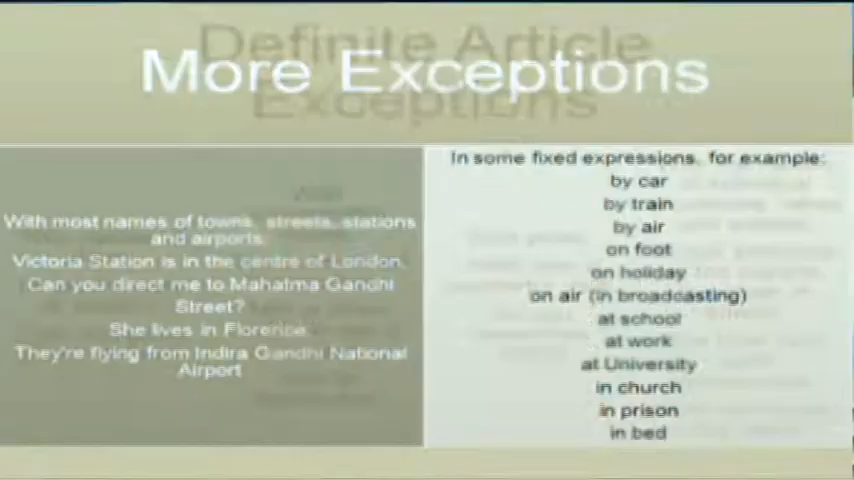 Definite Article
Exceptions
More Exceptions
With most names of towns, streets, stations
and airports:
Victoria Station is in the centre of London.
Can you direct me to Mahatma Gandhi
Street?
She lives in Florence.
They're flying from Indira Gandhi National
Airport
In some fixed expressions, for example:
by car
by train
by air
on foot
on holiday
on air (in broadcasting)
at school
at work
at University
in church
in prison
in bed